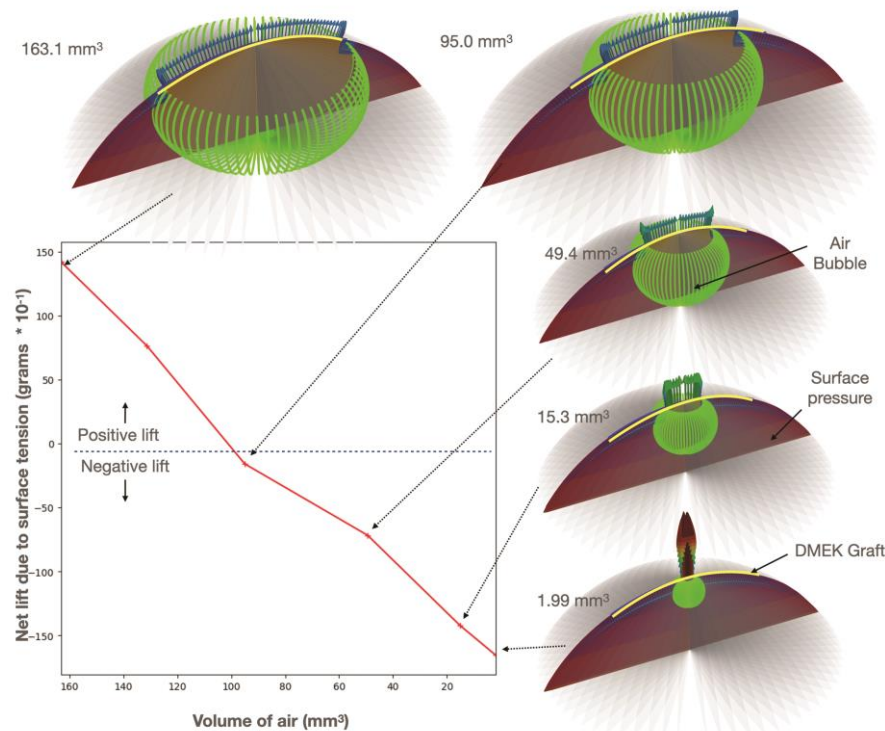 163.1 mm³
95.0 mm³
49.4 mm³
Air
Bubble
15.3 mm³
Surface
pressure
1.99 mm³
DMEK Graft
Net lift due to surface tension (grams * 10⁻¹)
150
100
50
0
−50
−100
−150
Positive lift
Negative lift
160
140
120
100
80
60
40
20
Volume of air (mm³)